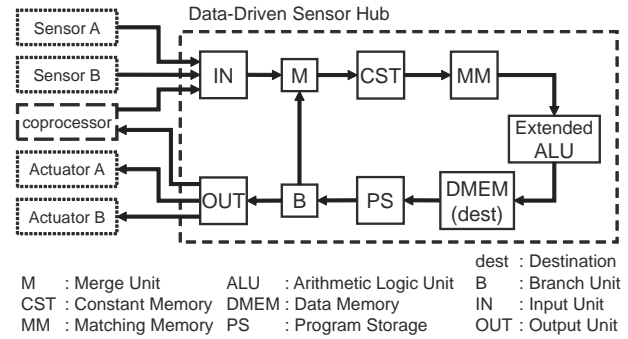 Data-Driven Sensor Hub
Sensor A
Sensor B
coprocessor
Actuator A
Actuator B
IN
M
CST
MM
Extended
ALU
DMEM
(dest)
PS
B
OUT
dest : Destination
M : Merge Unit ALU : Arithmetic Logic Unit B : Branch Unit
CST : Constant Memory DMEM : Data Memory IN : Input Unit
MM : Matching Memory PS : Program Storage OUT : Output Unit